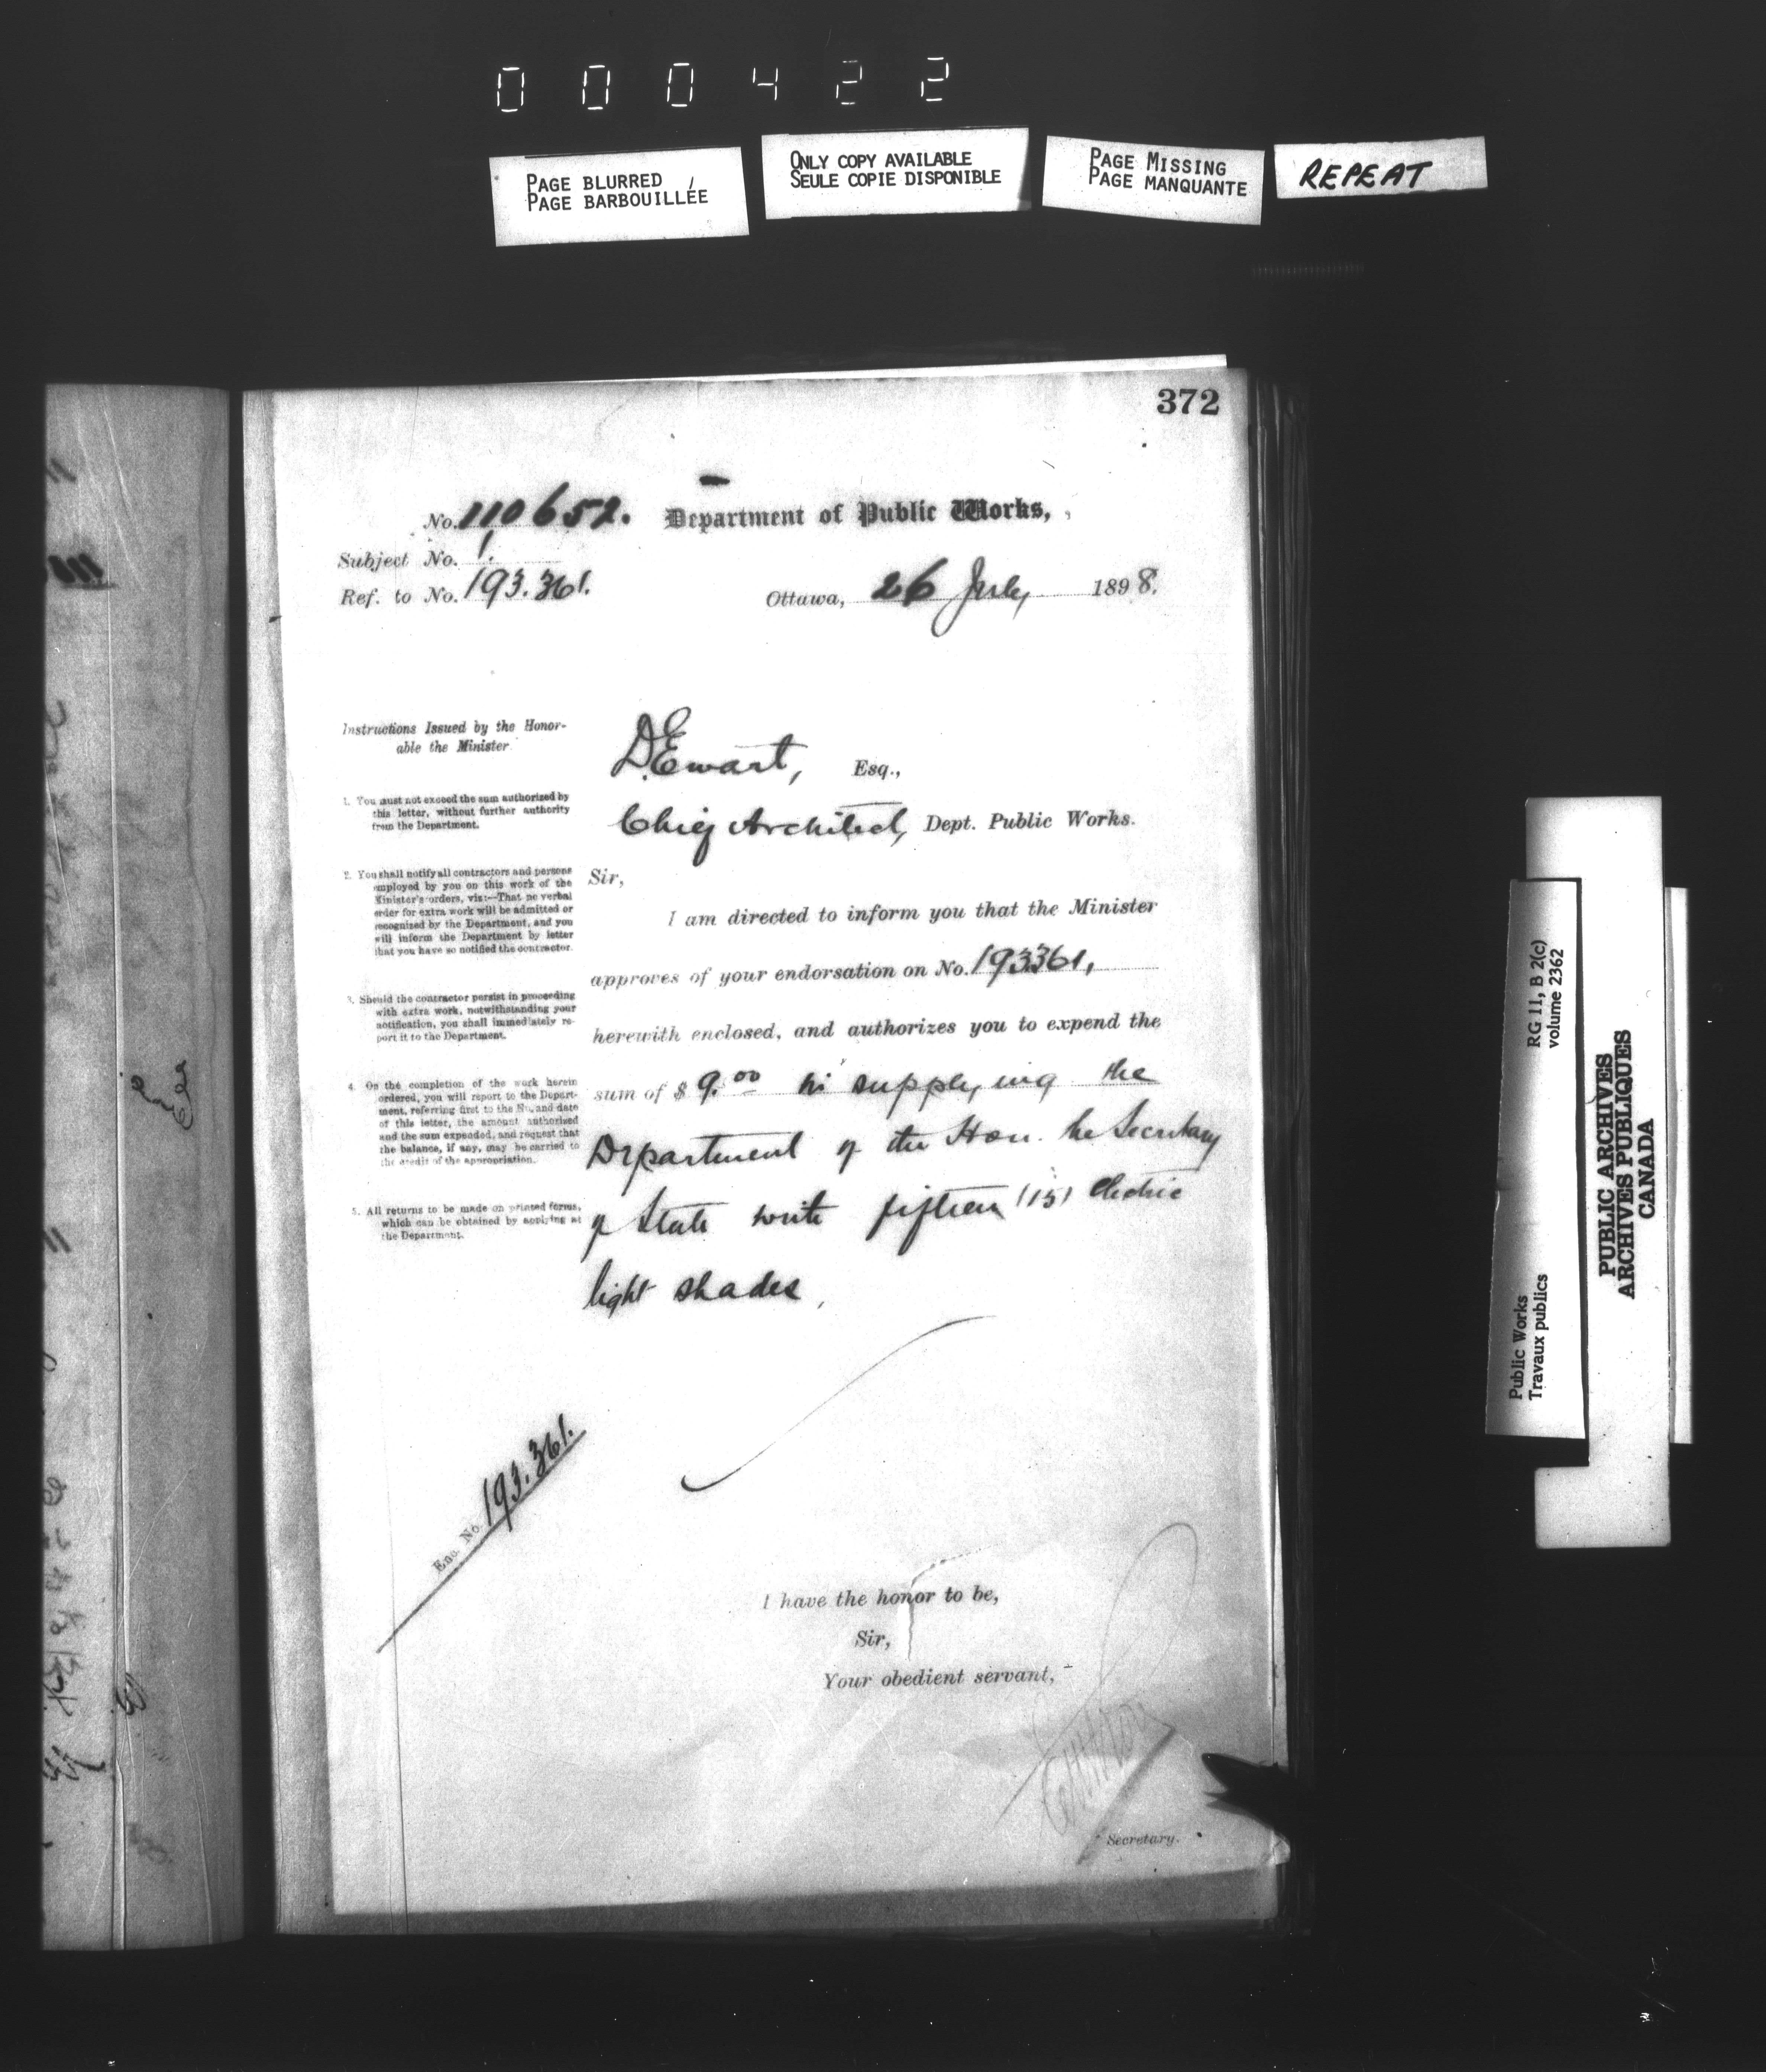 000422
PAGE BLURRED
PAGE BARBOUILLÉE
ONLY COPY AVAILABLE
SEULE COPIE DISPONIBLE
PAGE MISSING
PAGE MANQUANTE
REPEAT
372
No. 110652. Department of Public Works,
Subject No. 1.
Ref. to No. 193.361.
Ottawa, 26 July 1898.
Instructions Issued by the Honor-
able the Minister
1. You must not exceed the sum authorized by
this letter, without further authority
from the Department.
2. You shall notify all contractors and persons
employed by you on this work of the
Minister's orders, viz:—That no verbal
order for extra work will be admitted or
recognized by the Department, and you
will inform the Department by letter
that you have so notified the contractor.
3. Should the contractor persist in proceeding
with extra work, notwithstanding your
notification, you shall immediately re-
port it to the Department.
4. On the completion of the work herein
ordered, you will report to the Depart-
ment, referring first to the No. and date
of this letter, the amount authorized
and the sum expended, and request that
the balance, if any, may be carried to
the credit of the appropriation.
5. All returns to be made on printed forms,
which can be obtained by applying at
the Department.
D. Ewart, Esq.,
Chief Architect, Dept. Public Works.
Sir,
I am directed to inform you that the Minister
approves of your endorsation on No. 193361,
herewith enclosed, and authorizes you to expend the
sum of $ 9.00 in supplying the
Department of the Hon. the Secretary
of State with fifteen (15) electric
light shades,
Enc. No. 193.361.
I have the honor to be,
Sir,
Your obedient servant,
Secretary.
Public Works
Travaux publics
RG 11, B 2(c)
volume 2362
PUBLIC ARCHIVES
ARCHIVES PUBLIQUES
CANADA